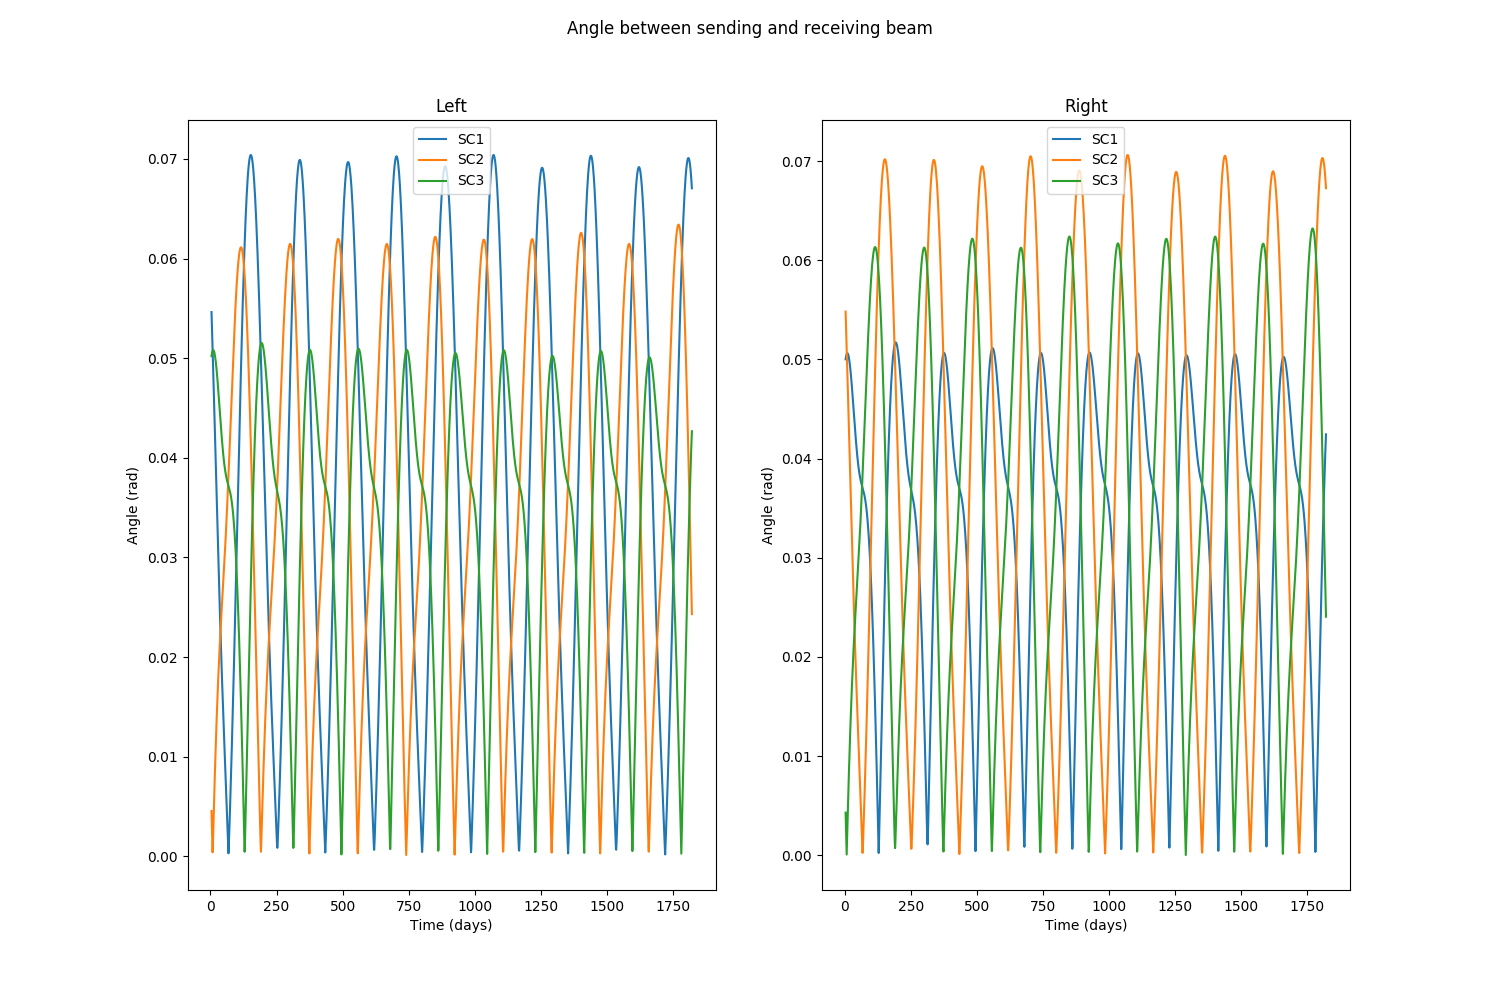 Angle between sending and receiving beam
Left
Angle (rad)
0.07
0.06
0.05
0.04
0.03
0.02
0.01
0.00
SC1
SC2
SC3
0 250 500 750 1000 1250 1500 1750
Time (days)
Right
Angle (rad)
0.07
0.06
0.05
0.04
0.03
0.02
0.01
0.00
SC1
SC2
SC3
0 250 500 750 1000 1250 1500 1750
Time (days)